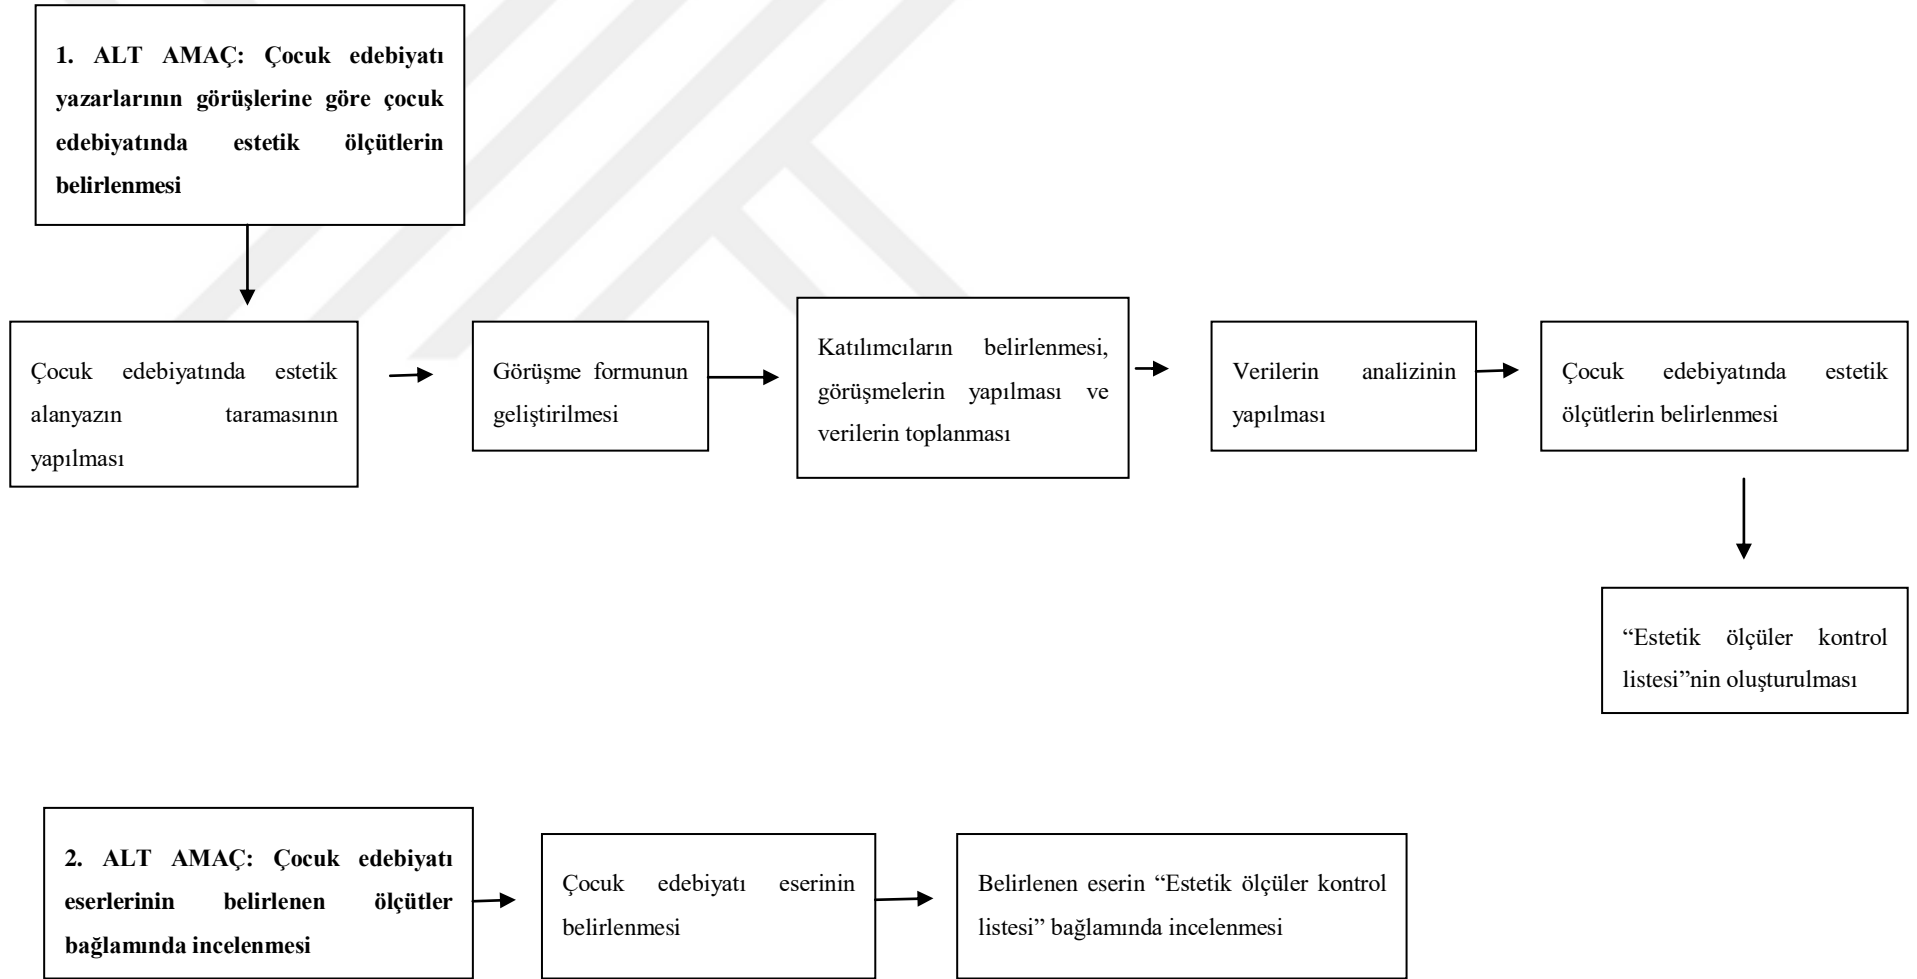 1. ALT AMAÇ: Çocuk edebiyatı
yazarlarının görüşlerine göre çocuk
edebiyatında estetik ölçütlerin
belirlenmesi
Çocuk edebiyatında estetik
alanyazın taramasının
yapılması
Görüşme formunun
geliştirilmesi
Katılımcıların belirlenmesi,
görüşmelerin yapılması ve
verilerin toplanması
Verilerin analizinin
yapılması
Çocuk edebiyatında estetik
ölçütlerin belirlenmesi
“Estetik ölçüler kontrol
listesi”nin oluşturulması
2. ALT AMAÇ: Çocuk edebiyatı
eserlerinin belirlenen ölçütler
bağlamında incelenmesi
Çocuk edebiyatı eserinin
belirlenmesi
Belirlenen eserin “Estetik ölçüler kontrol
listesi” bağlamında incelenmesi